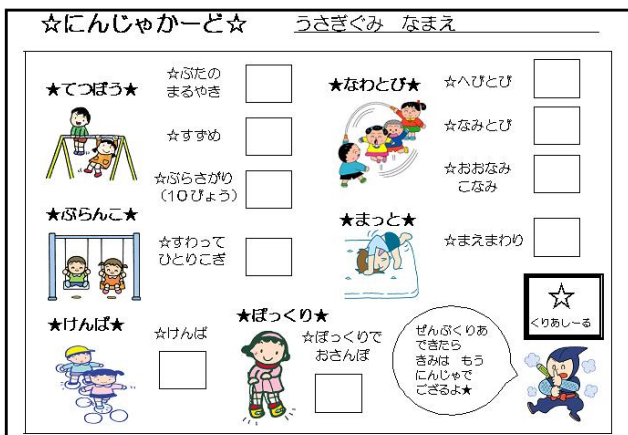 ☆にんじゃかーど☆
うさぎぐみ なまえ
★てつぼう★
☆ぶたの
まるやき
☆すずめ
☆ぶらさがり
(10びょう)
★なわとび★
☆へびとび
☆なみとび
☆おおなみ
こなみ
★ぶらんこ★
☆すわって
ひとりこぎ
★まっと★
☆まえまわり
★けんぱ★
☆けんぱ
★ぽっくり★
☆ぽっくりで
おさんぽ
ぜんぶくりあ
できたら
きみは もう
にんじゃで
ござるよ★
☆
くりあしーる